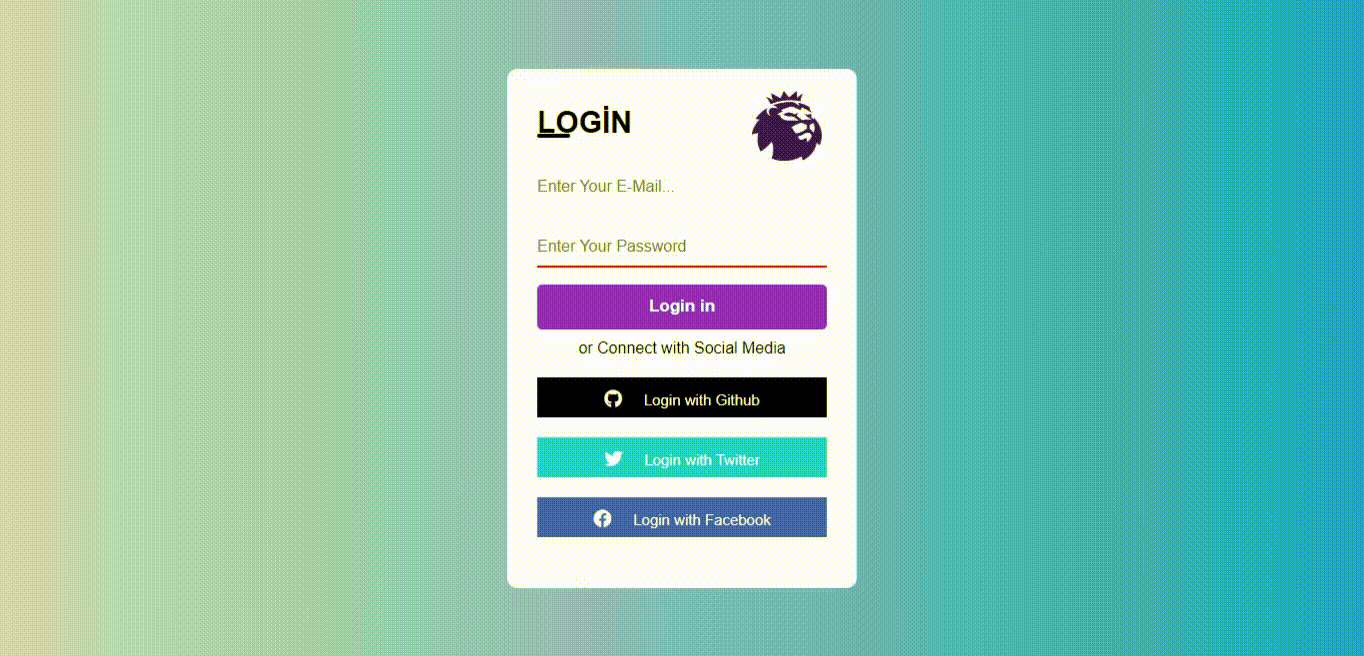 LOGİN
Enter Your E-Mail...
Enter Your Password
Login in
or Connect with Social Media
Login with Github
Login with Twitter
Login with Facebook